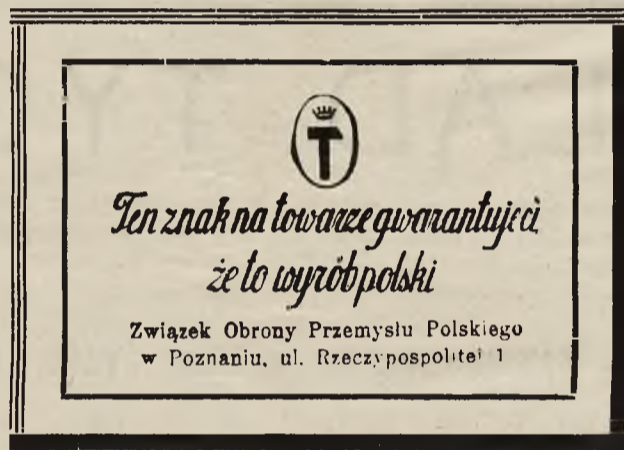 T
Ten znak na towarze gwarantuje ci
że to wyrób polski
Związek Obrony Przemysłu Polskiego
w Poznaniu, ul. Rzeczypospolitej 1